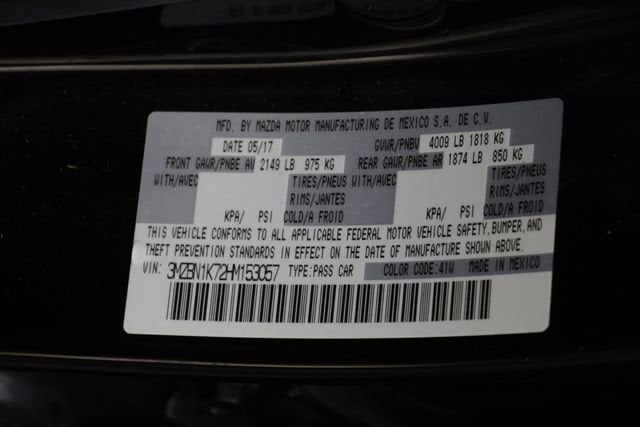 MFD. BY MAZDA MOTOR MANUFACTURING DE MEXICO S.A. DE C.V.
DATE 05/17 GVWR/PNBV 4009 LB 1818 KG
FRONT GAWR/PNBE AV 2149 LB 975 KG REAR GAWR/PNBE AR 1874 LB 850 KG
WITH/AVEC TIRES/PNEUS WITH/AVEC TIRES/PNEUS
RIMS/JANTES RIMS/JANTES
KPA/ PSI COLD/A FROID KPA/ PSI COLD/A FROID
THIS VEHICLE CONFORMS TO ALL APPLICABLE FEDERAL MOTOR VEHICLE SAFETY, BUMPER, AND
THEFT PREVENTION STANDARDS IN EFFECT ON THE DATE OF MANUFACTURE SHOWN ABOVE.
VIN: 3MZBN1K72HM153057 TYPE:PASS CAR COLOR CODE:41W MADE IN MEXICO